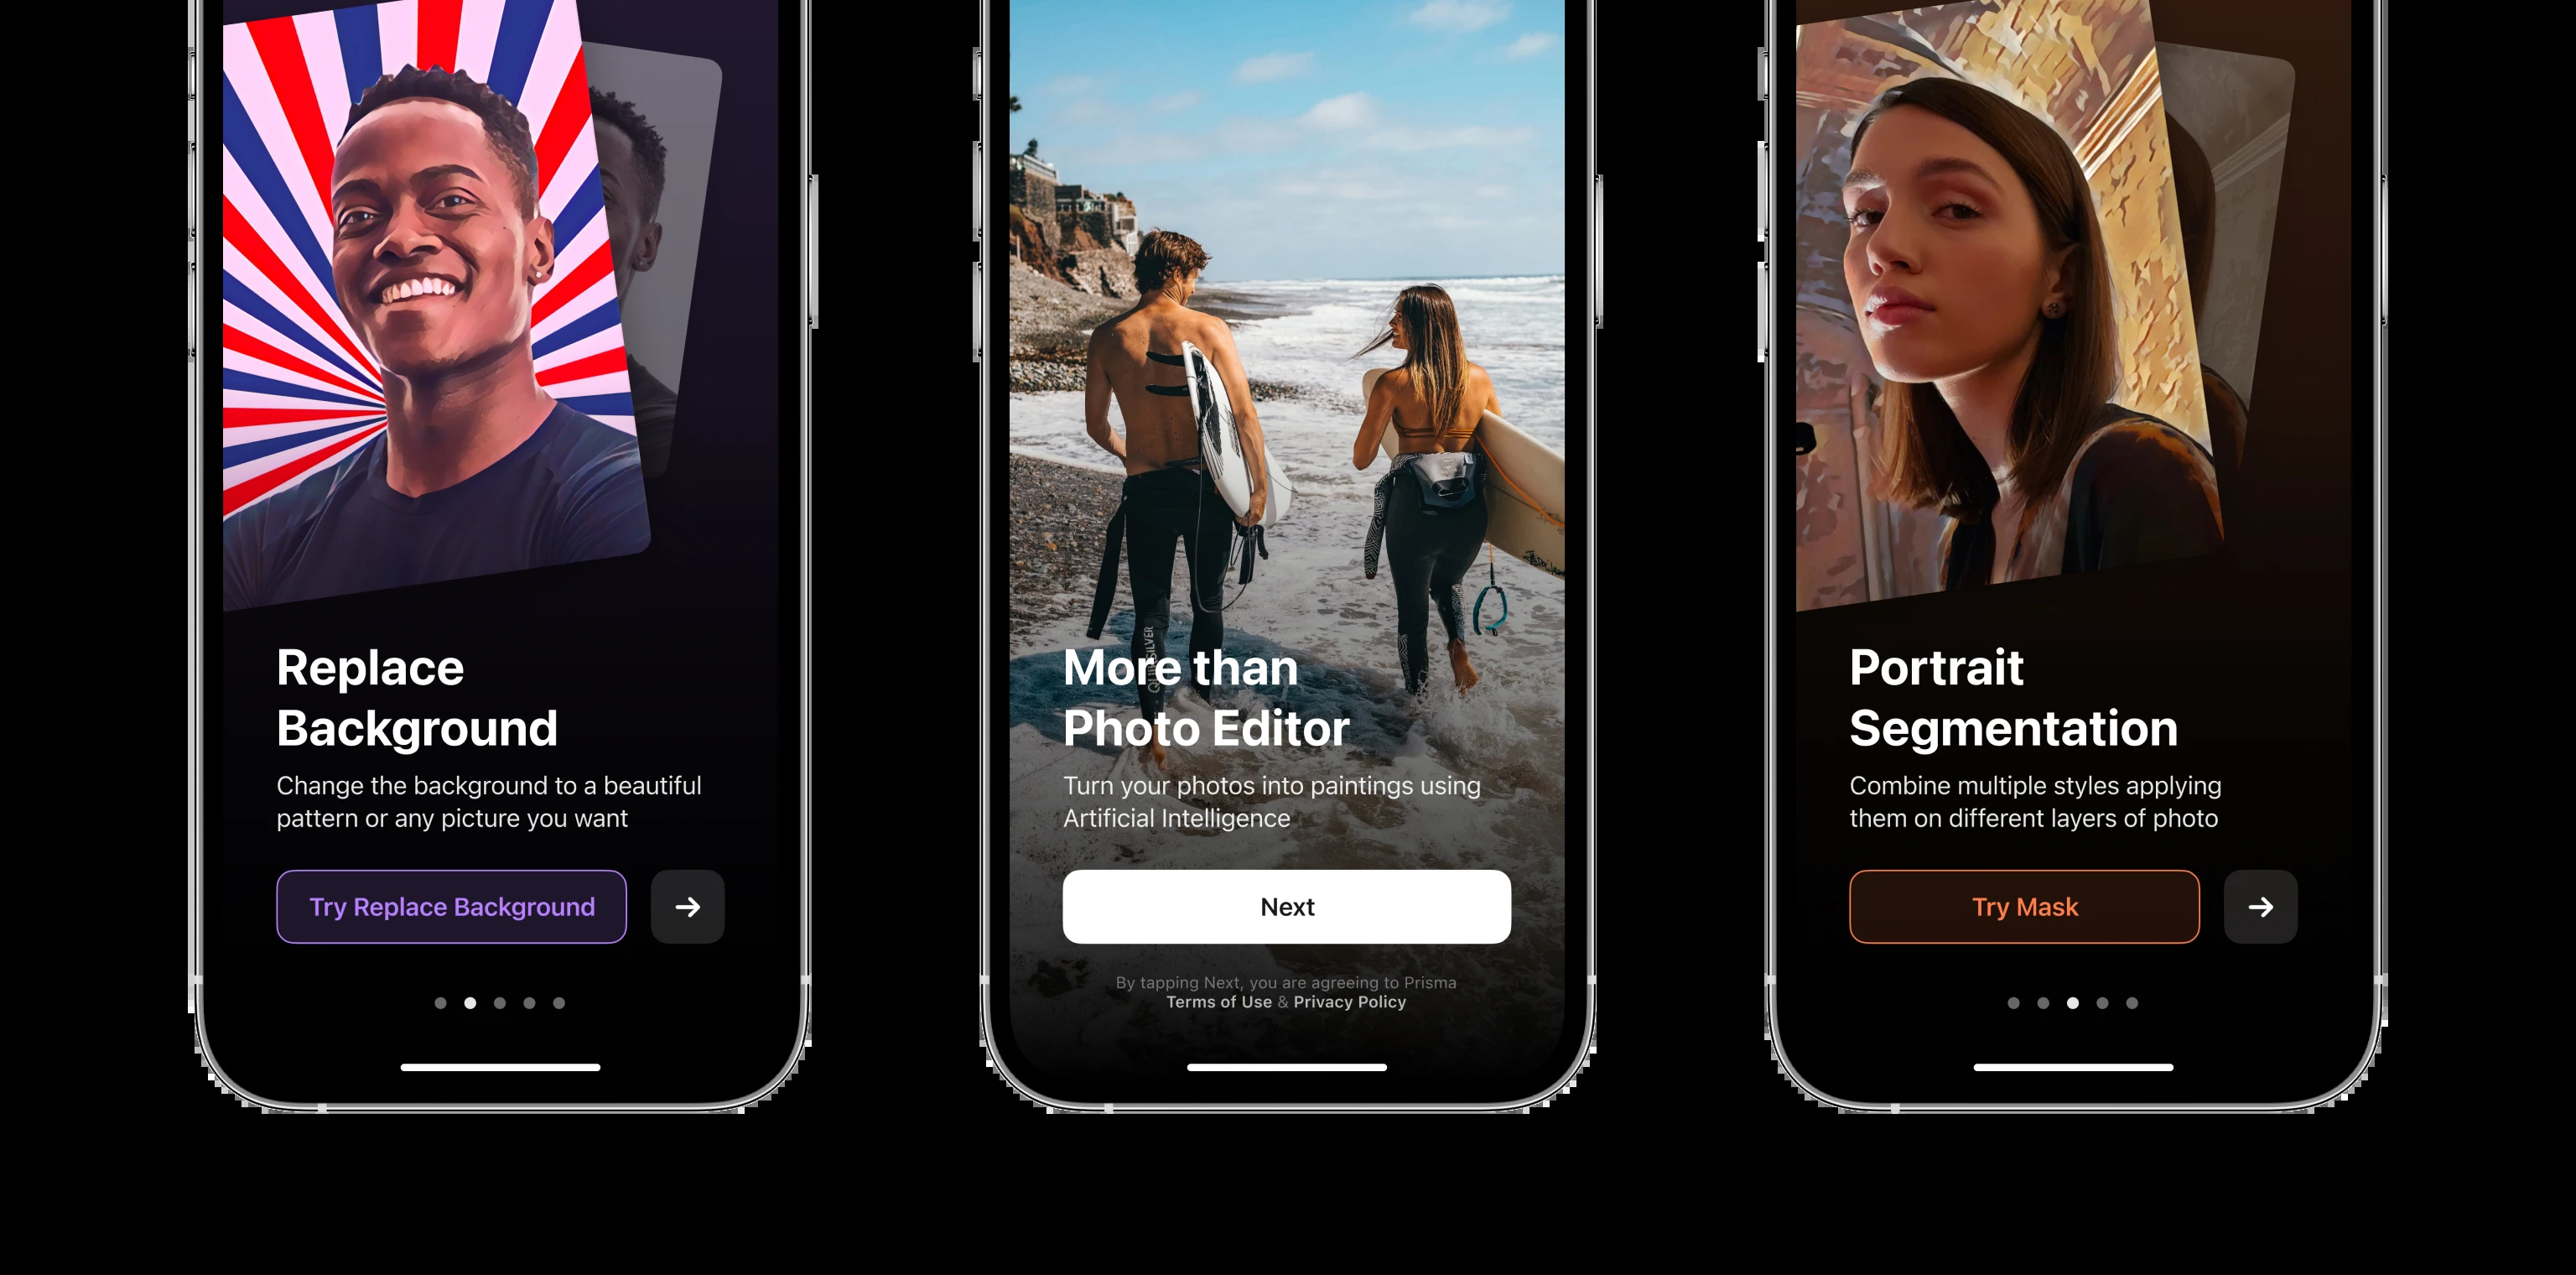 Replace
Background
Change the background to a beautiful
pattern or any picture you want
Try Replace Background
QUIKSILVER
More than
Photo Editor
Turn your photos into paintings using
Artificial Intelligence
Next
By tapping Next, you are agreeing to Prisma
Terms of Use & Privacy Policy
Portrait
Segmentation
Combine multiple styles applying
them on different layers of photo
Try Mask